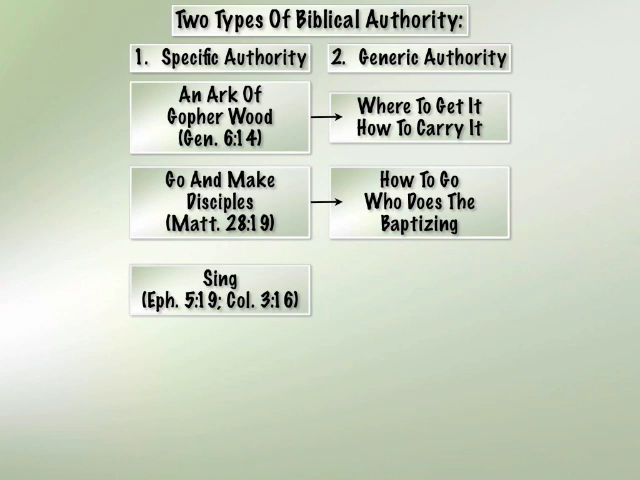 Two Types Of Biblical Authority:
1. Specific Authority
2. Generic Authority
An Ark Of
Gopher Wood
(Gen. 6:14)
Where To Get It
How To Carry It
Go And Make
Disciples
(Matt. 28:19)
How To Go
Who Does The
Baptizing
Sing
(Eph. 5:19; Col. 3:16)